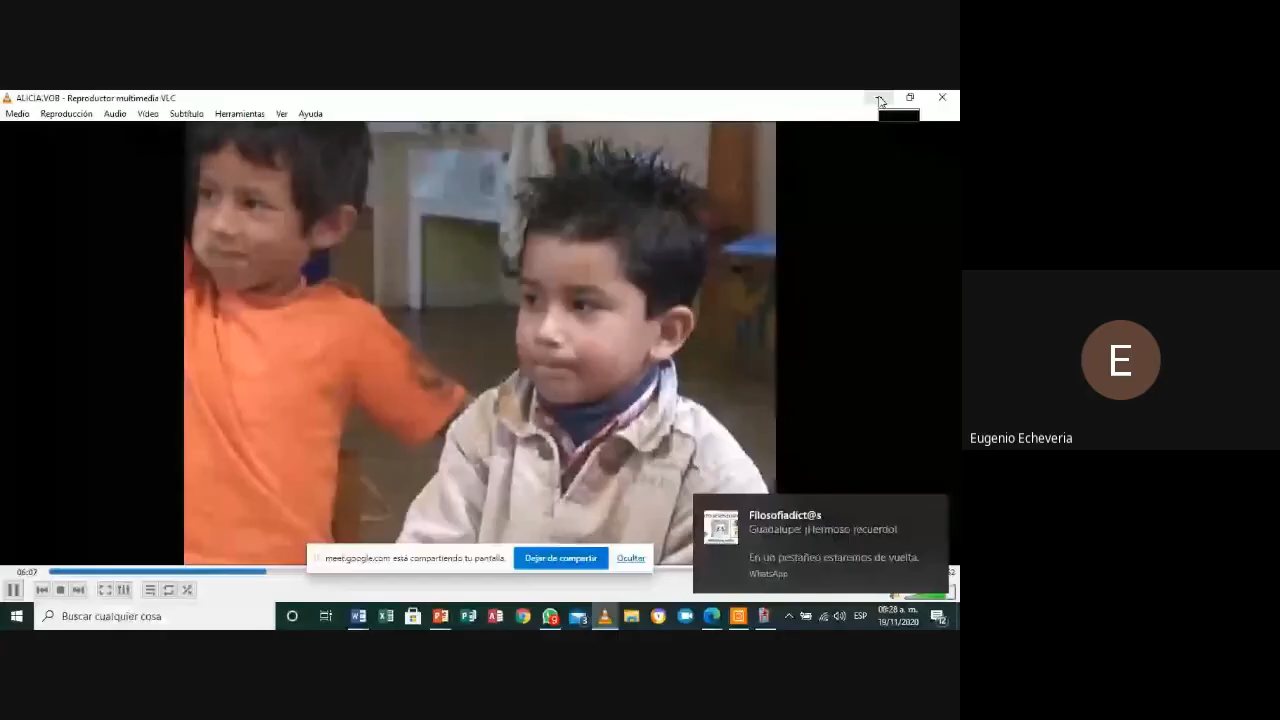 ALICIA.VOB - Reproductor multimedia VLC
Medio Reproducción Audio Vídeo Subtítulo Herramientas Ver Ayuda
E
Eugenio Echeveria
Filosofiadict@s
Guadalupe: ¡Hermoso recuerdo!
En un pestañeo estaremos de vuelta.
WhatsApp
meet.google.com está compartiendo tu pantalla.
Dejar de compartir
Ocultar
06:07
Buscar cualquier cosa
ESP
08:28 a. m.
19/11/2020